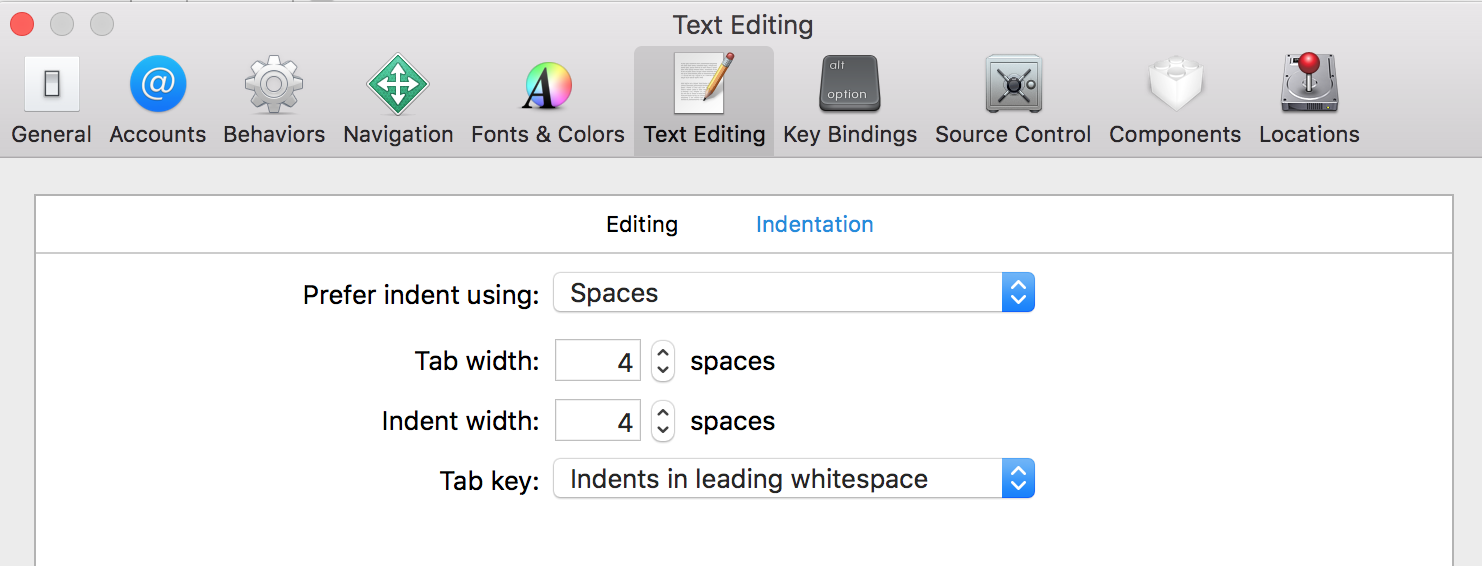 Text Editing
@
A
alt
option
General Accounts Behaviors Navigation Fonts & Colors Text Editing Key Bindings Source Control Components Locations
Editing Indentation
Prefer indent using: Spaces
Tab width: 4 spaces
Indent width: 4 spaces
Tab key: Indents in leading whitespace